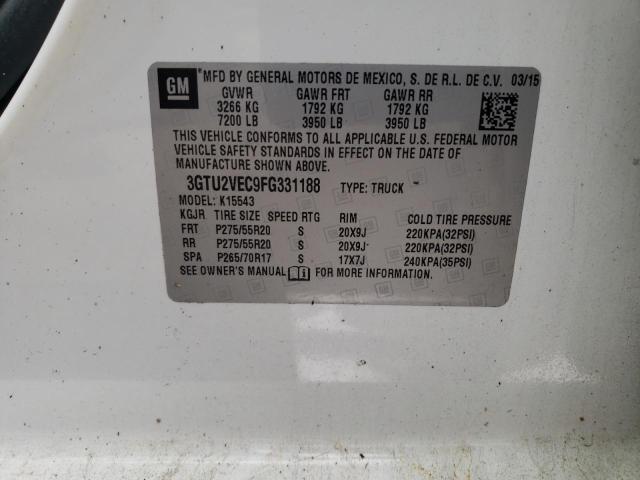 GM
*MFD BY GENERAL MOTORS DE MEXICO, S. DE R.L. DE C.V. 03/15
GVWR GAWR FRT GAWR RR
3266 KG 1792 KG 1792 KG
7200 LB 3950 LB 3950 LB
THIS VEHICLE CONFORMS TO ALL APPLICABLE U.S. FEDERAL MOTOR
VEHICLE SAFETY STANDARDS IN EFFECT ON THE DATE OF
MANUFACTURE SHOWN ABOVE.
3GTU2VEC9FG331188 TYPE: TRUCK
MODEL: K15543
KGJR TIRE SIZE SPEED RTG RIM COLD TIRE PRESSURE
FRT P275/55R20 S 20X9J 220KPA(32PSI)
RR P275/55R20 S 20X9J 220KPA(32PSI)
SPA P265/70R17 S 17X7J 240KPA(35PSI)
SEE OWNER'S MANUAL FOR MORE INFORMATION